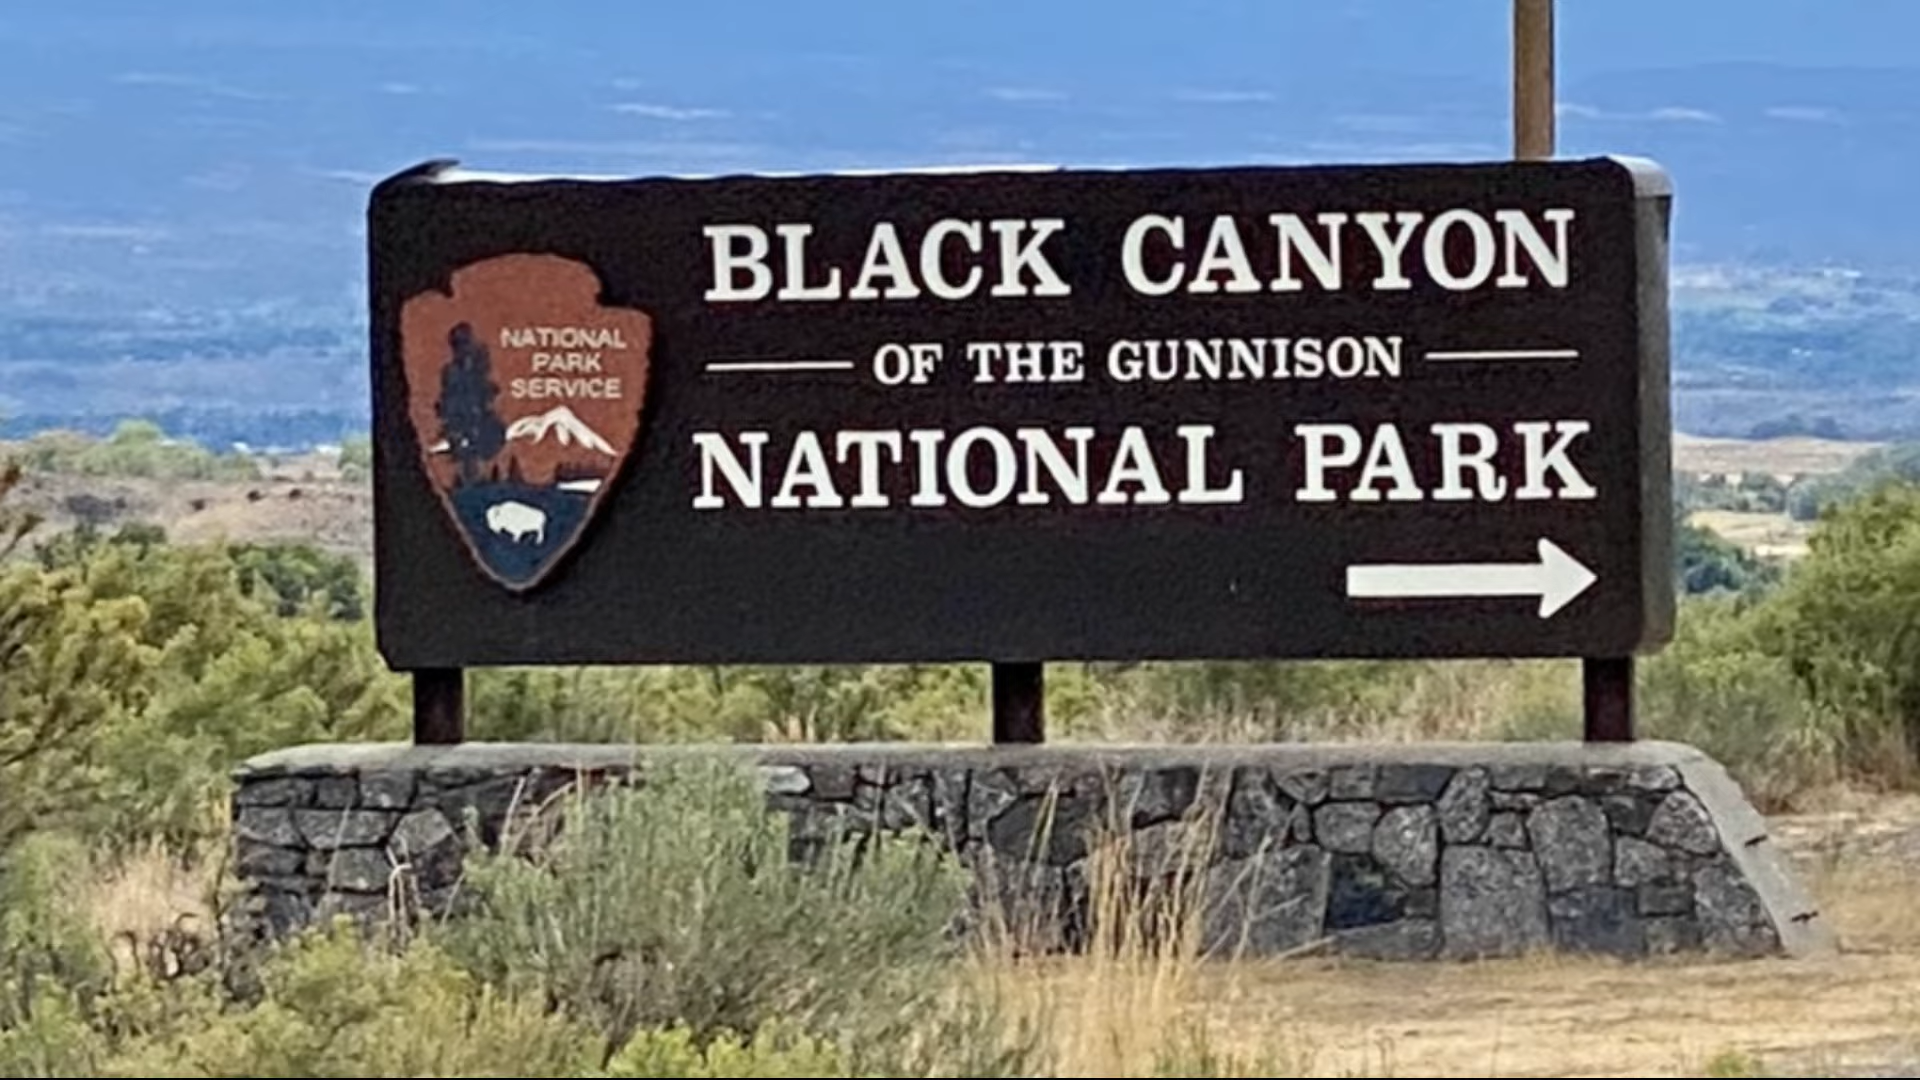 NATIONAL
PARK
SERVICE
BLACK CANYON
OF THE GUNNISON
NATIONAL PARK